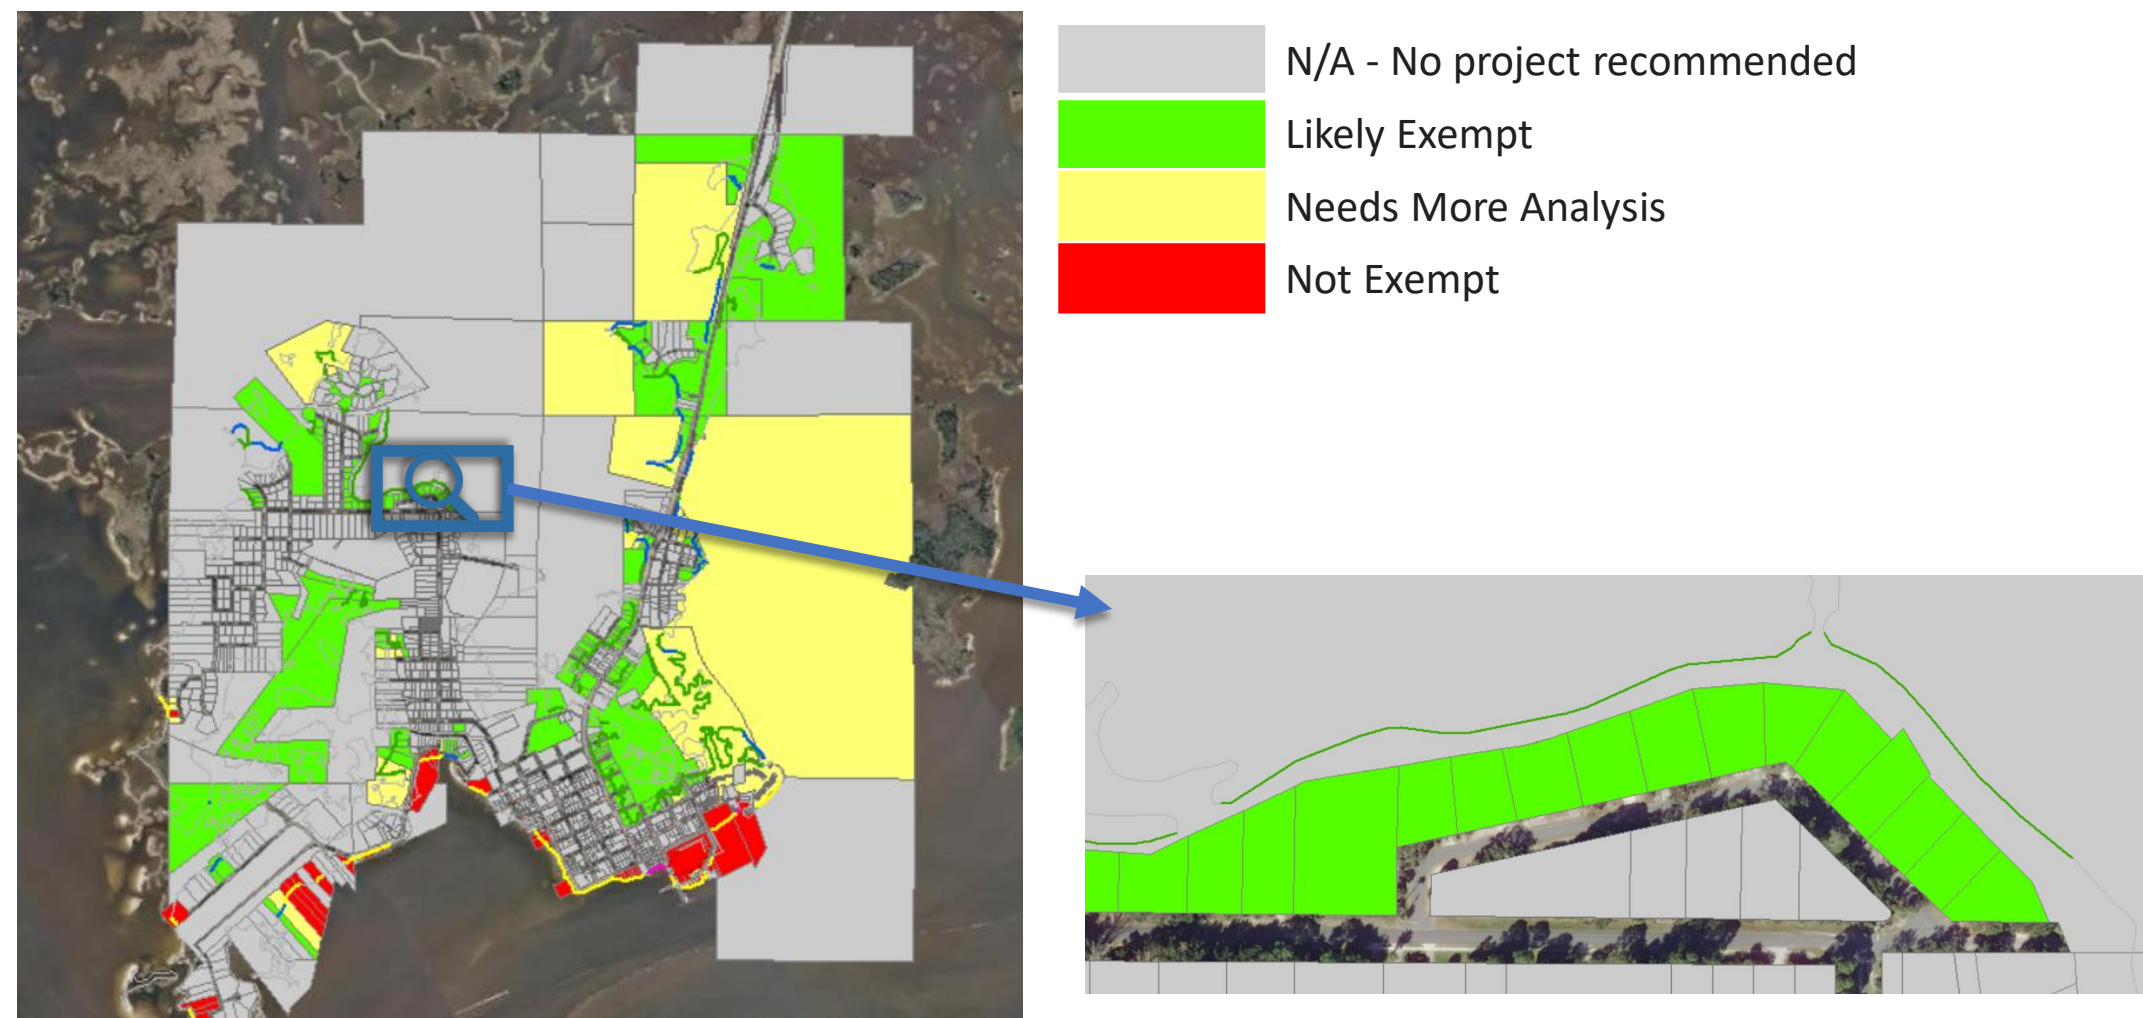 N/A - No project recommended
Likely Exempt
Needs More Analysis
Not Exempt